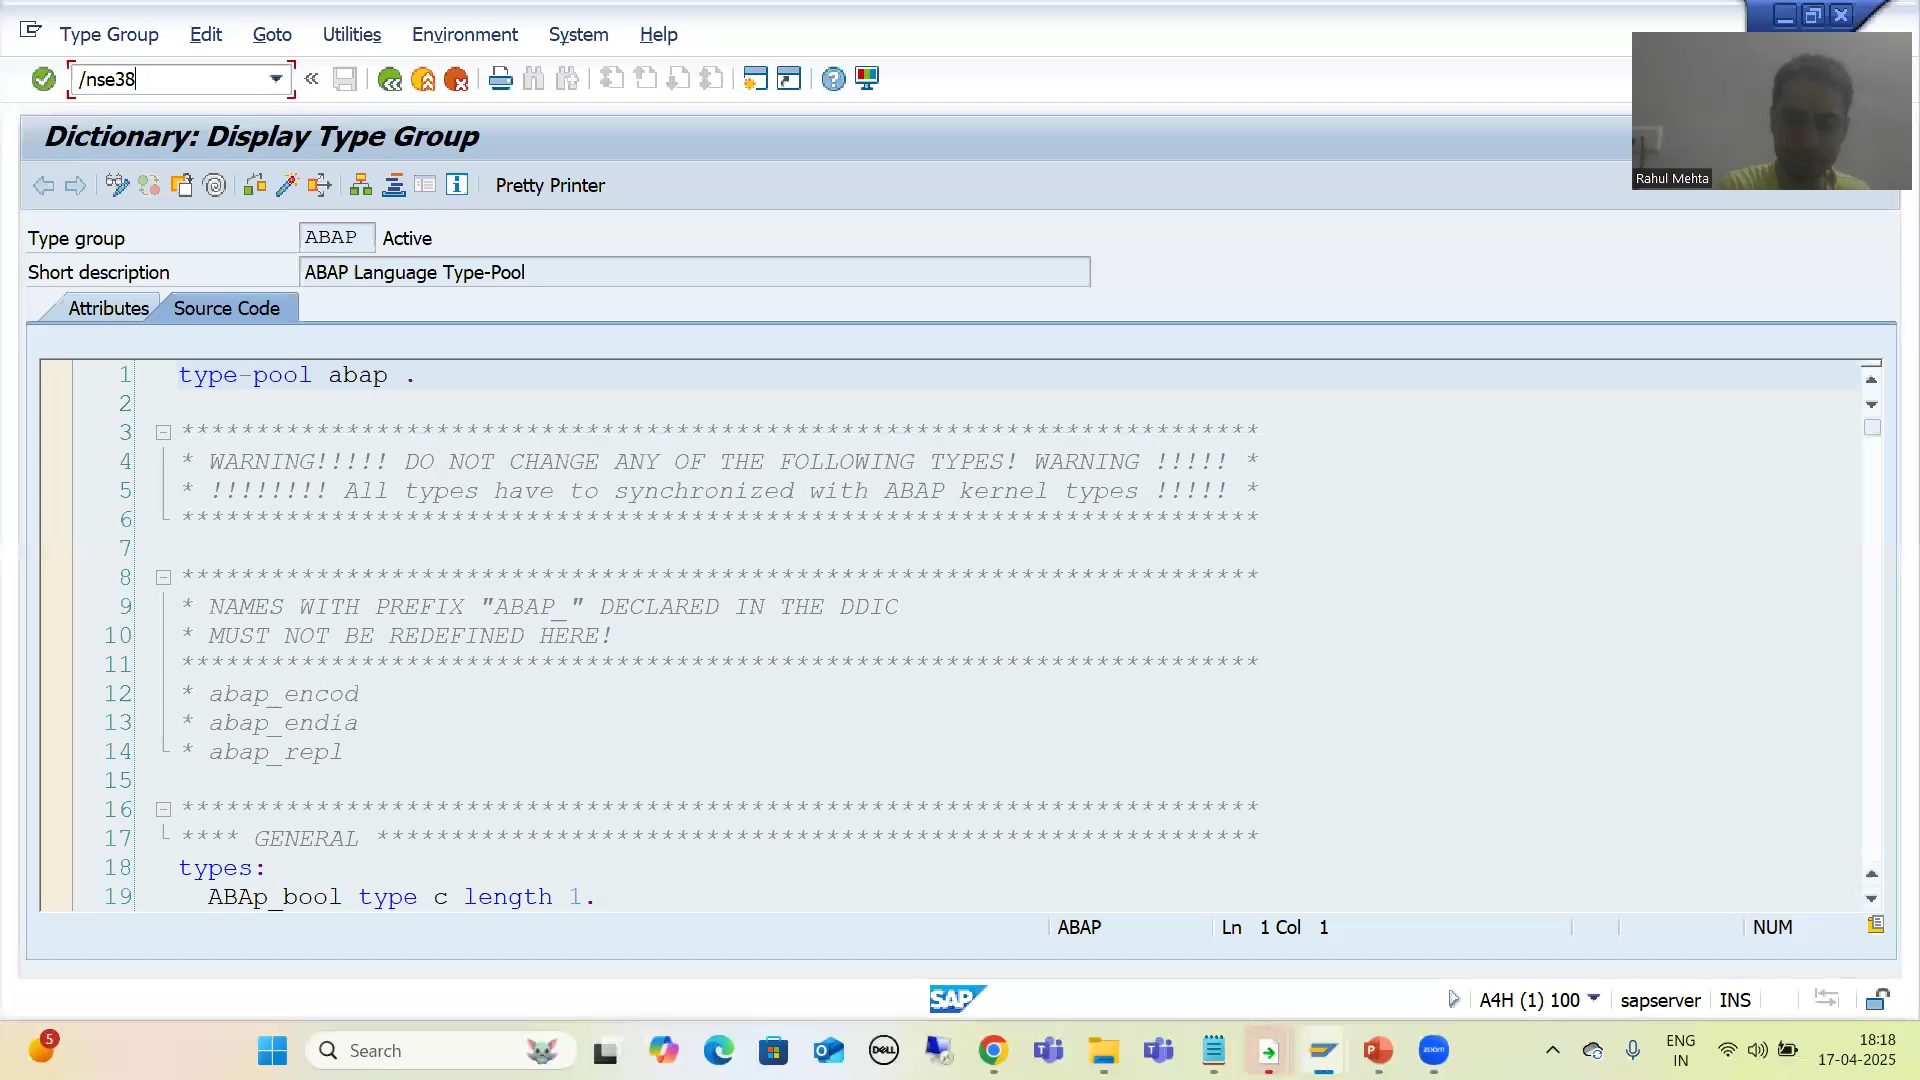 Type Group Edit Goto Utilities Environment System Help
/nse38
Rahul Mehta
Dictionary: Display Type Group
Pretty Printer
Type group ABAP Active
Short description ABAP Language Type-Pool
Attributes Source Code
1 type-pool abap .
2
3 ************************************************************************
4 * WARNING!!!!! DO NOT CHANGE ANY OF THE FOLLOWING TYPES! WARNING !!!!! *
5 * !!!!!!!! All types have to synchronized with ABAP kernel types !!!!! *
6 ************************************************************************
7
8 ************************************************************************
9 * NAMES WITH PREFIX "ABAP_" DECLARED IN THE DDIC
10 * MUST NOT BE REDEFINED HERE!
11 ************************************************************************
12 * abap_encod
13 * abap_endia
14 * abap_repl
15
16 ************************************************************************
17 **** GENERAL ***********************************************************
18 types:
19 ABAp_bool type c length 1.
ABAP Ln 1 Col 1 NUM
SAP A4H (1) 100 sapserver INS
5 Search DELL zoom ENG 18:18
IN 17-04-2025